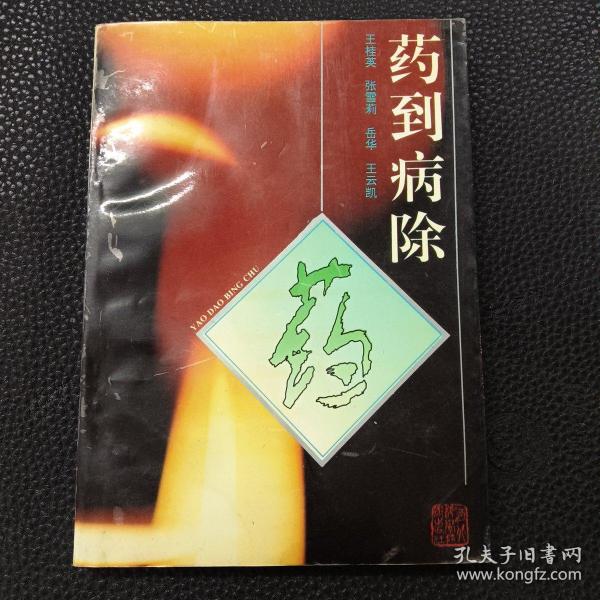 药到病除
王桂英 张雪莉 岳华 王云凯
YAO DAO BING CHU
药
孔夫子旧书网
www.kongfz.com